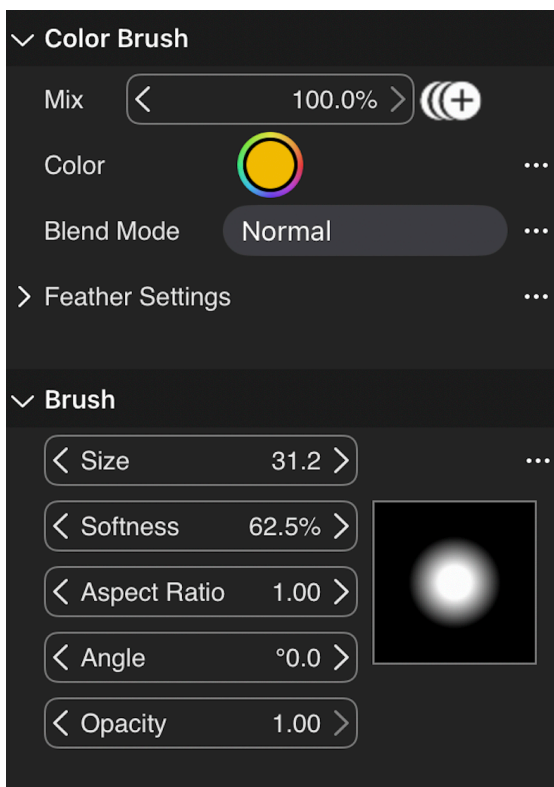 Color Brush
Mix 100.0%
Color
Blend Mode Normal
Feather Settings
Brush
Size 31.2
Softness 62.5%
Aspect Ratio 1.00
Angle °0.0
Opacity 1.00